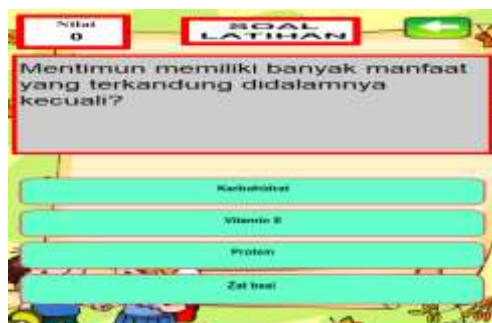 Nilai
0
SOAL
LATIHAN
Mentimun memiliki banyak manfaat
yang terkandung didalamnya
kecuali?
Karbohidrat
Vitamin B
Protein
Zat besi